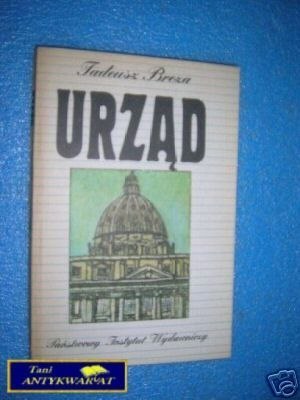 Tadeusz Breza
URZĄD
Państwowy Instytut Wydawniczy
Tani
ANTYKWARIAT